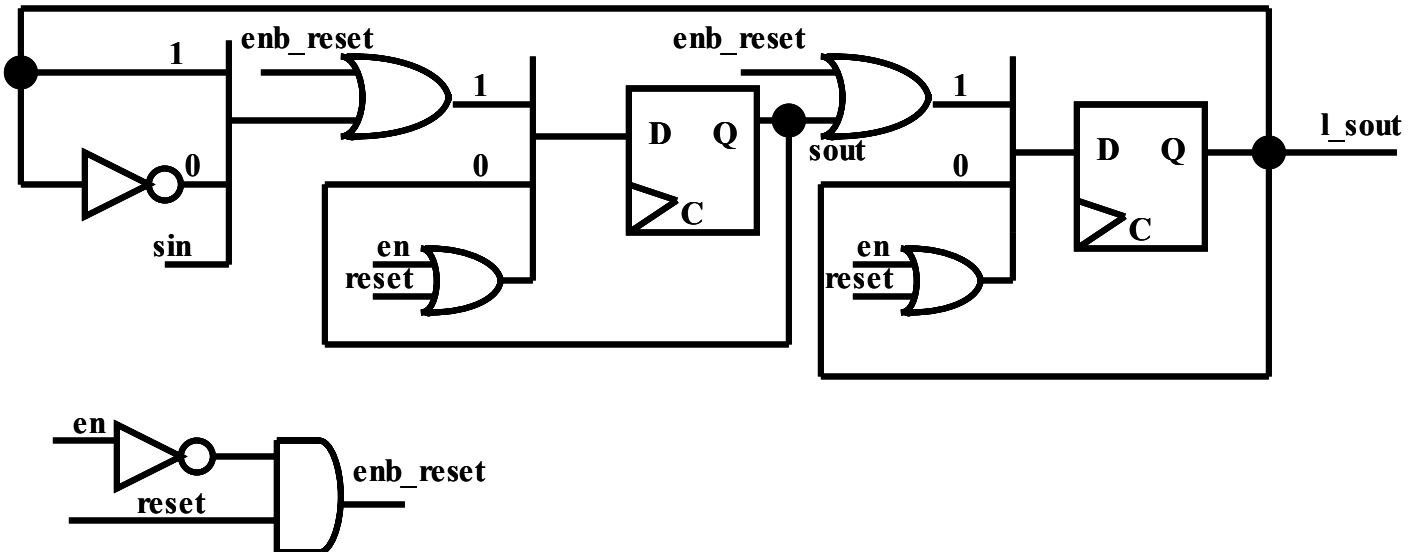 enb_reset
enb_reset
1
1
1
l_sout
D Q
D Q
sout
0
0
0
C
C
sin
en
en
reset
reset
en
enb_reset
reset